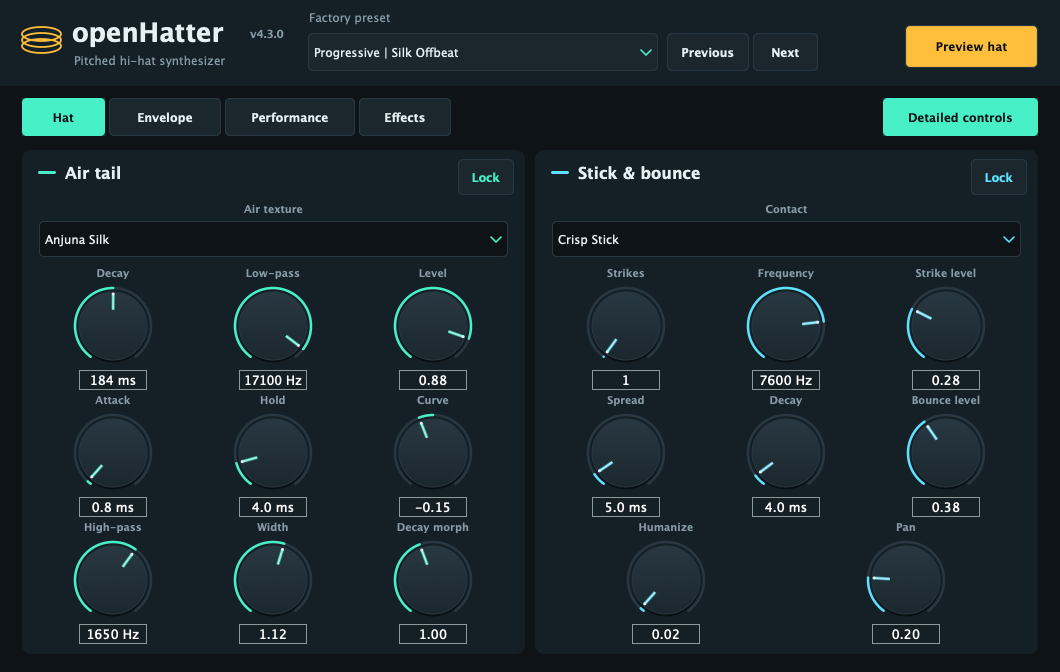 openHatter
v4.3.0
Pitched hi-hat synthesizer
Factory preset
Progressive | Silk Offbeat
Previous
Next
Preview hat
Hat
Envelope
Performance
Effects
Detailed controls
Air tail
Lock
Air texture
Anjuna Silk
Decay
Low-pass
Level
184 ms
17100 Hz
0.88
Attack
Hold
Curve
0.8 ms
4.0 ms
−0.15
High-pass
Width
Decay morph
1650 Hz
1.12
1.00
Stick & bounce
Lock
Contact
Crisp Stick
Strikes
Frequency
Strike level
1
7600 Hz
0.28
Spread
Decay
Bounce level
5.0 ms
4.0 ms
0.38
Humanize
Pan
0.02
0.20